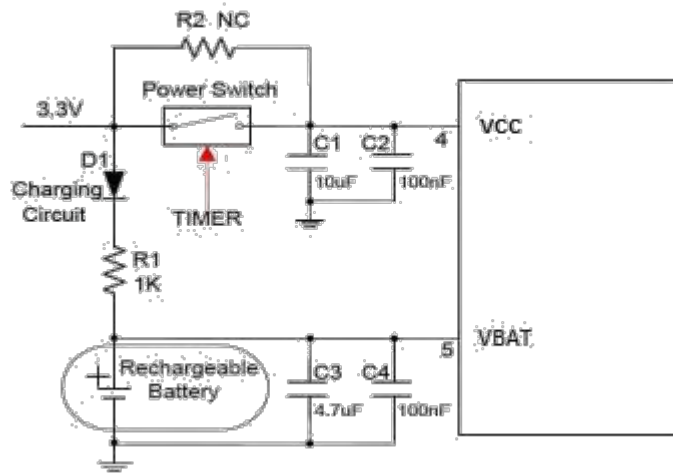 R2 NC
Power Switch
3,3V
D1
Charging
Circuit
TIMER
C1
10uF
C2
100nF
4
VCC
R1
1K
5
VBAT
Rechargeable
Battery
+
C3
4.7uF
C4
100nF